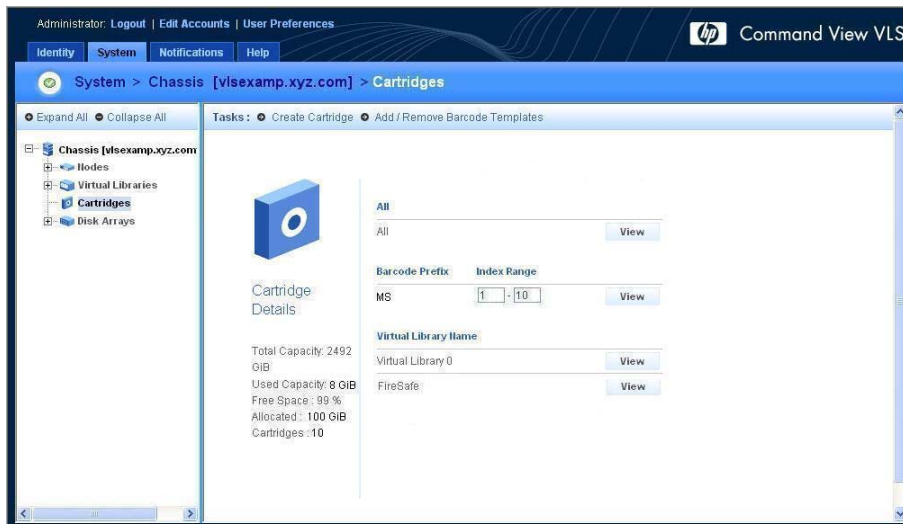 Administrator: Logout | Edit Accounts | User Preferences
hp Command View VLS
Identity System Notifications Help
System > Chassis [vlsexamp.xyz.com] > Cartridges
Expand All Collapse All
Tasks : Create Cartridge Add / Remove Barcode Templates
Chassis [vlsexamp.xyz.com
Nodes
Virtual Libraries
Cartridges
Disk Arrays
Cartridge
Details
Total Capacity: 2492
GiB
Used Capacity: 8 GiB
Free Space : 99 %
Allocated : 100 GiB
Cartridges : 10
All
All View
Barcode Prefix Index Range
MS 1 - 10 View
Virtual Library Name
Virtual Library 0 View
FireSafe View